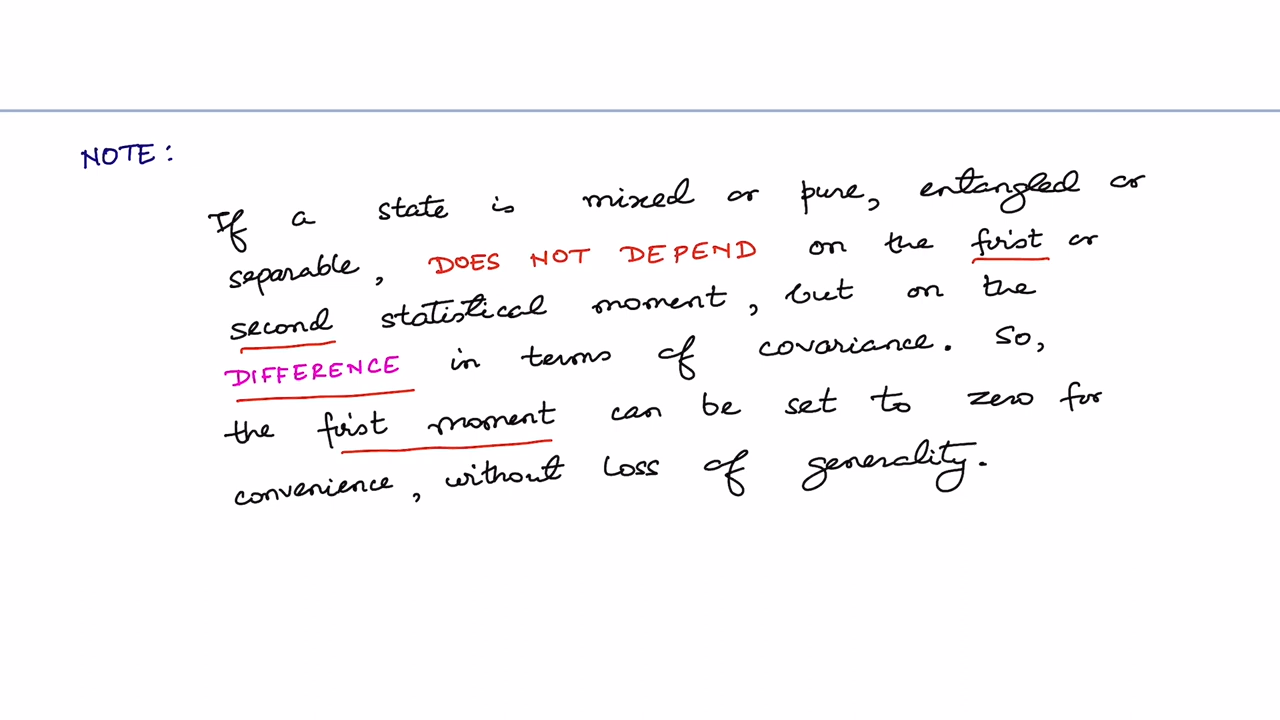 NOTE:
If a state is mixed or pure, entangled or
separable, DOES NOT DEPEND on the first or
second statistical moment, but on the
DIFFERENCE in terms of covariance. So,
the first moment can be set to zero for
convenience, without loss of generality.